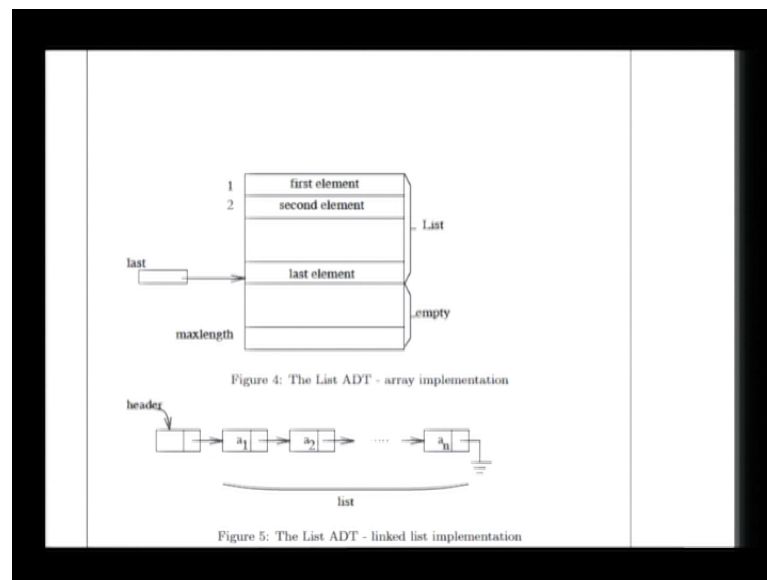 1 first element
2 second element
List
last
last element
empty
maxlength
Figure 4: The List ADT - array implementation
header
a1 a2 ..... an
list
Figure 5: The List ADT - linked list implementation